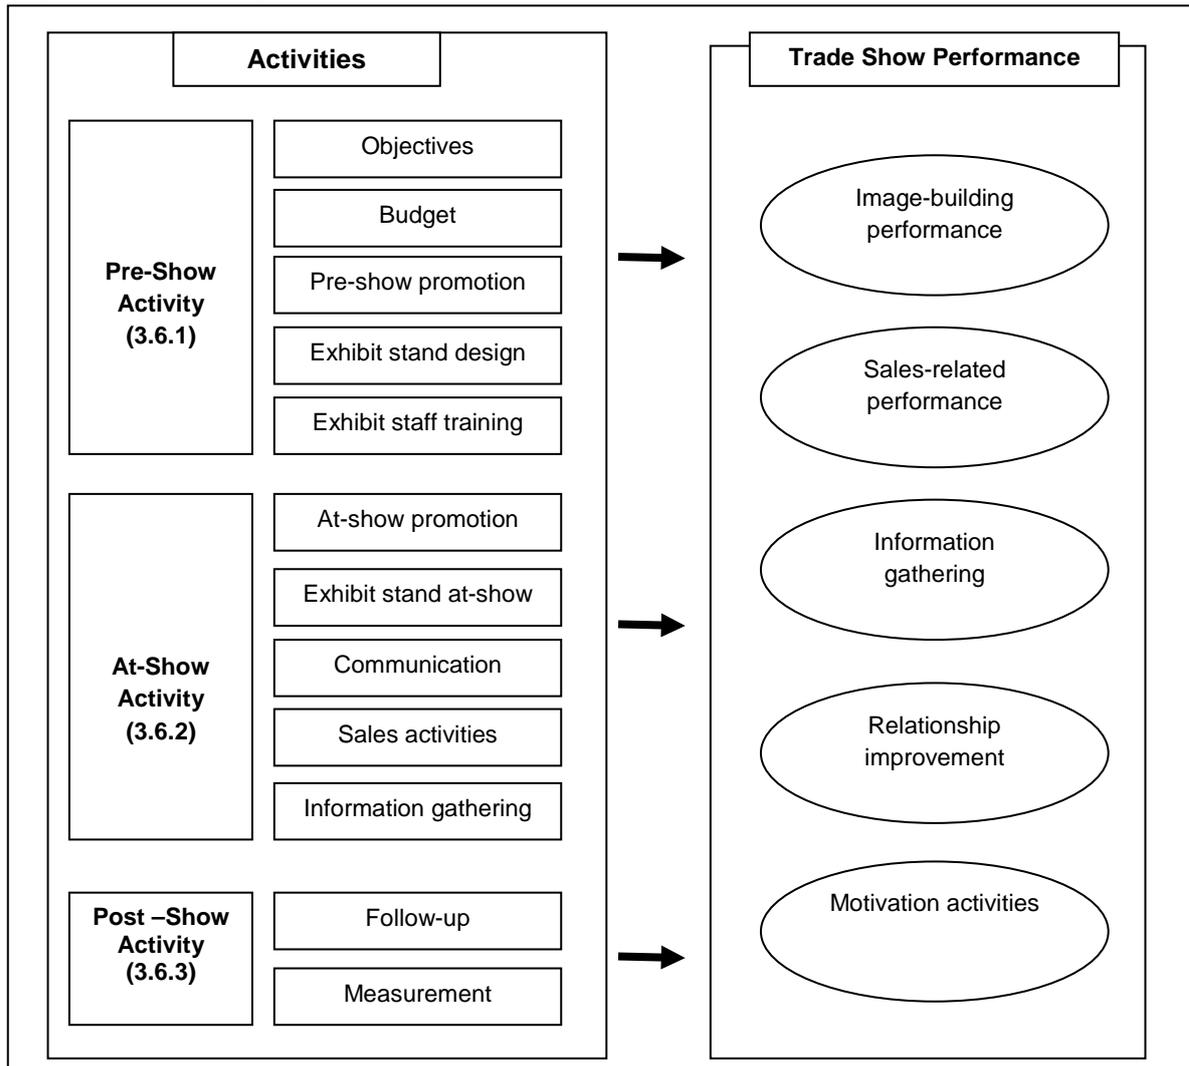 Activities
Pre-Show
Activity
(3.6.1)
Objectives
Budget
Pre-show promotion
Exhibit stand design
Exhibit staff training
At-Show
Activity
(3.6.2)
At-show promotion
Exhibit stand at-show
Communication
Sales activities
Information gathering
Post –Show
Activity
(3.6.3)
Follow-up
Measurement
Trade Show Performance
Image-building
performance
Sales-related
performance
Information
gathering
Relationship
improvement
Motivation activities